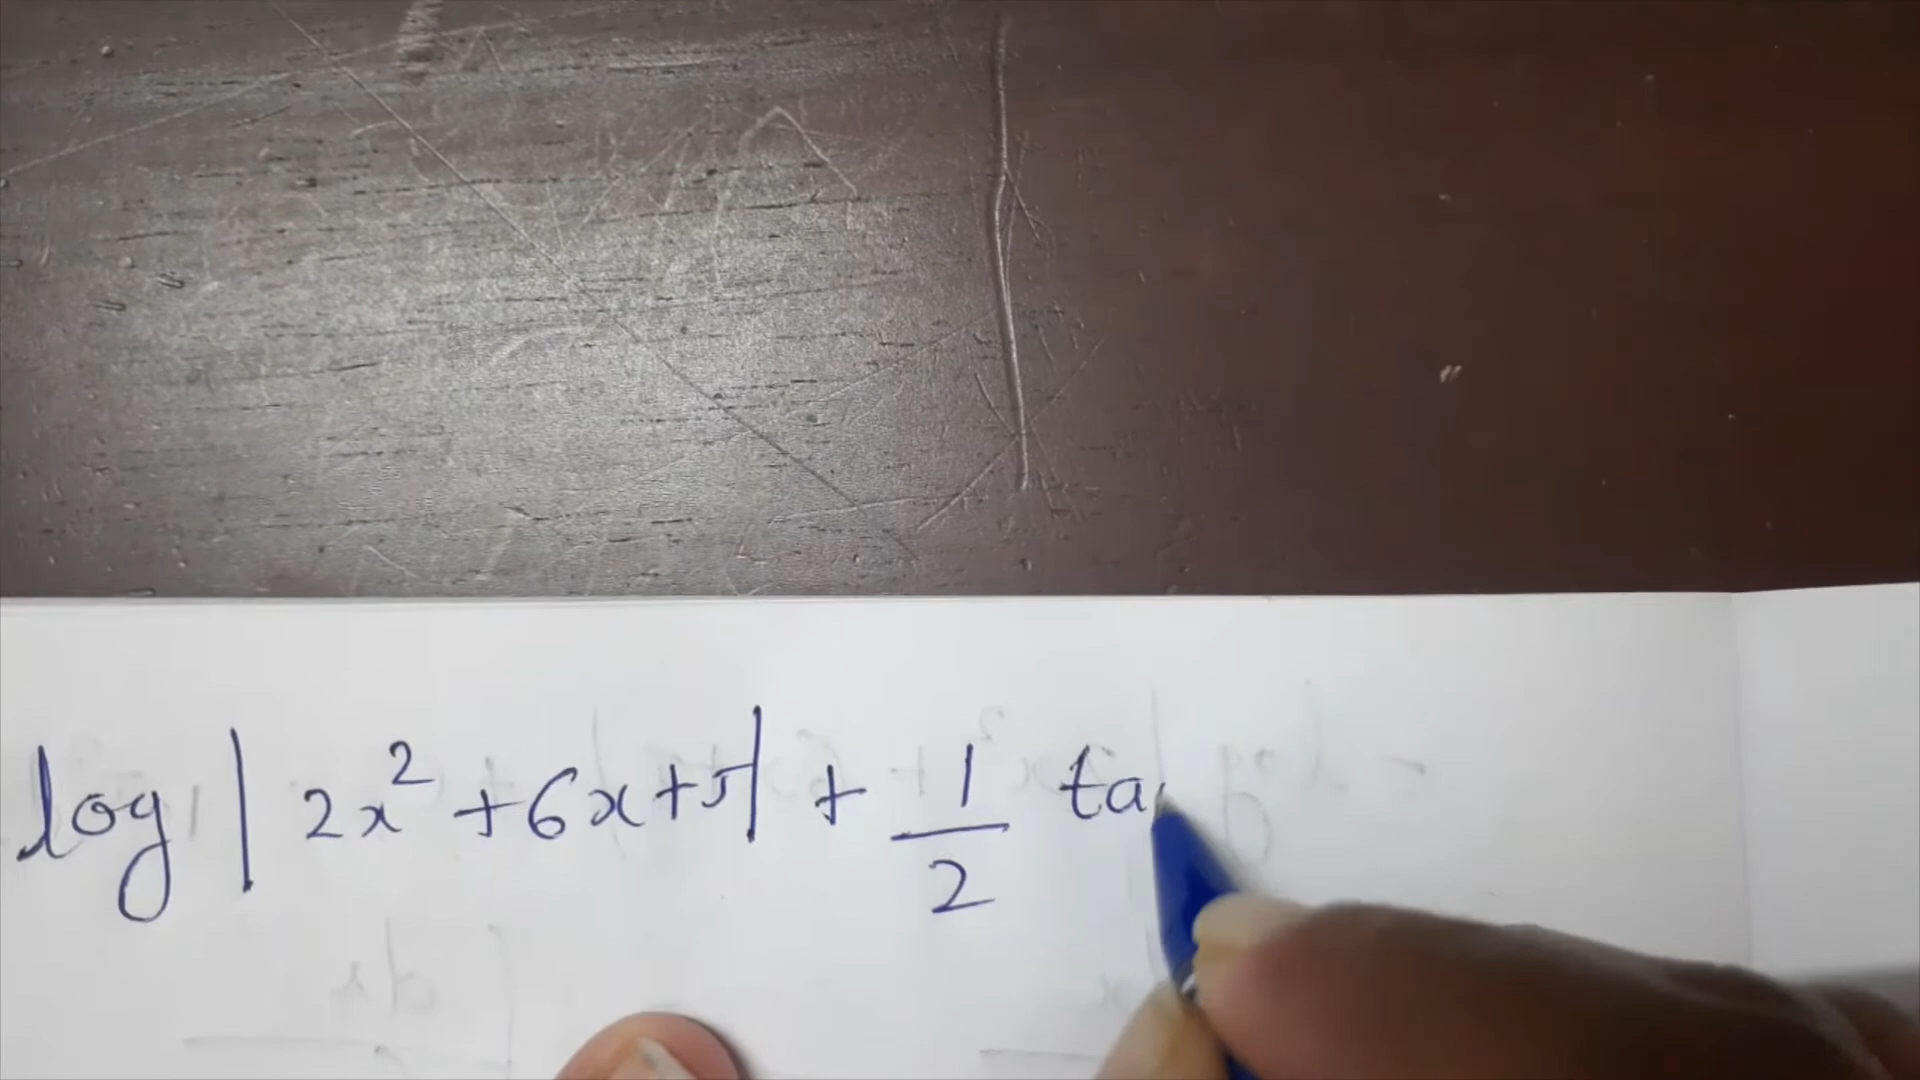 log | 2x² + 6x + 5 | + 1/2 ta